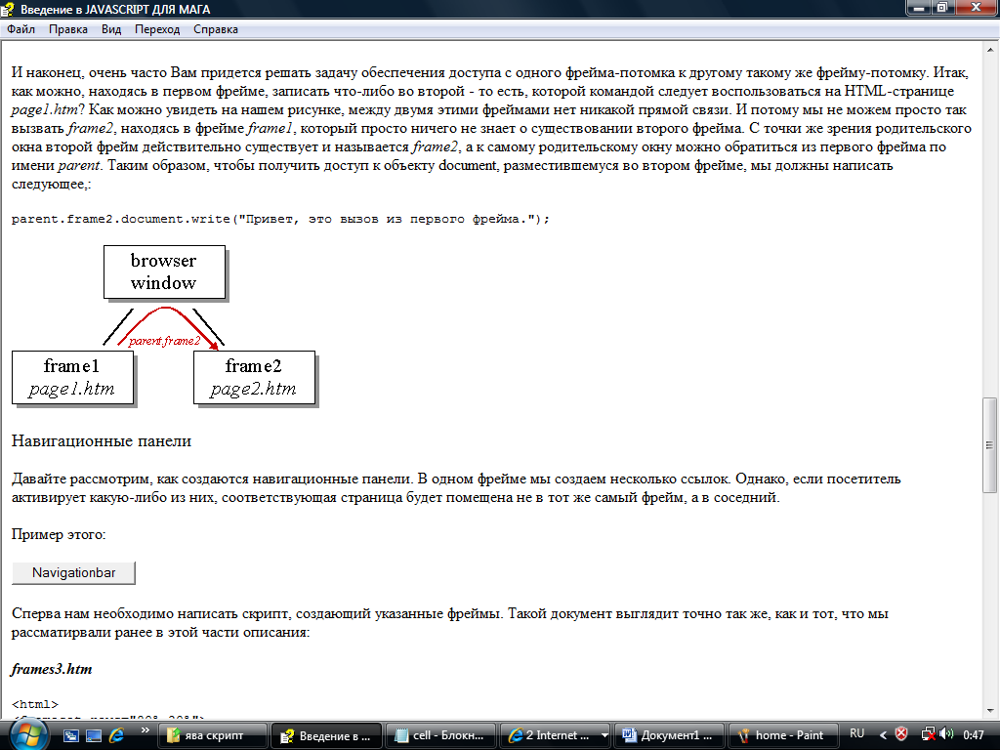 Введение в JAVASCRIPT ДЛЯ МАГА
Файл Правка Вид Переход Справка
И наконец, очень часто Вам придется решать задачу обеспечения доступа с одного фрейма-потомка к другому такому же фрейму-потомку. Итак,
как можно, находясь в первом фрейме, записать что-либо во второй - то есть, которой командой следует воспользоваться на HTML-странице
page1.htm? Как можно увидеть на нашем рисунке, между двумя этими фреймами нет никакой прямой связи. И потому мы не можем просто так
вызвать frame2, находясь в фрейме frame1, который просто ничего не знает о существовании второго фрейма. С точки же зрения родительского
окна второй фрейм действительно существует и называется frame2, а к самому родительскому окну можно обратиться из первого фрейма по
имени parent. Таким образом, чтобы получить доступ к объекту document, разместившемуся во втором фрейме, мы должны написать
следующее,:
parent.frame2.document.write("Привет, это вызов из первого фрейма.");
browser
window
parent.frame2
frame1 frame2
page1.htm page2.htm
Навигационные панели
Давайте рассмотрим, как создаются навигационные панели. В одном фрейме мы создаем несколько ссылок. Однако, если посетитель
активирует какую-либо из них, соответствующая страница будет помещена не в тот же самый фрейм, а в соседний.
Пример этого:
Navigationbar
Сперва нам необходимо написать скрипт, создающий указанные фреймы. Такой документ выглядит точно так же, как и тот, что мы
рассматирвали ранее в этой части описания:
frames3.htm
<html>
ява скрипт Введение в ... cell - Блокн... 2 Internet ... Документ1 ... home - Paint RU 0:47